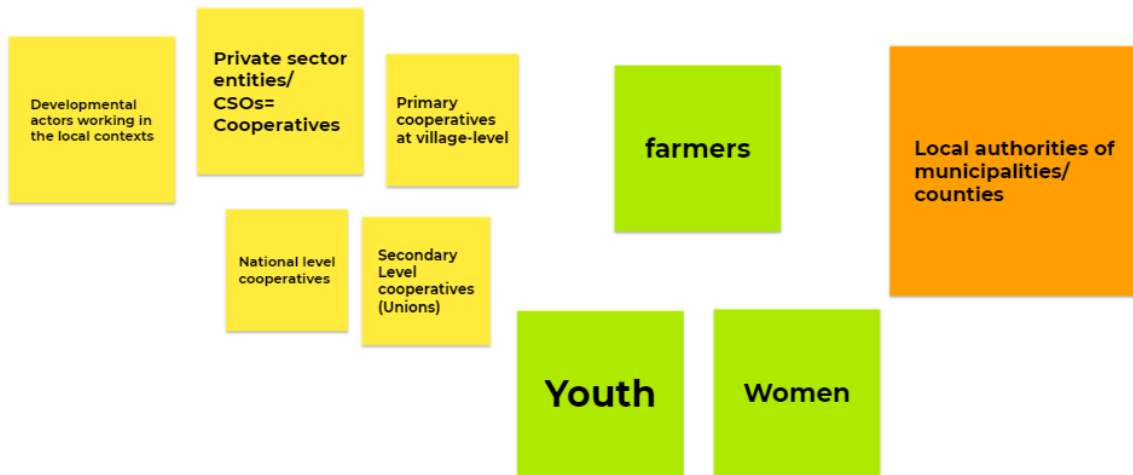 Developmental
actors working in
the local contexts
Private sector
entities/
CSOs=
Cooperatives
Primary
cooperatives
at village-level
National level
cooperatives
Secondary
Level
cooperatives
(Unions)
farmers
Youth
Women
Local authorities of
municipalities/
counties